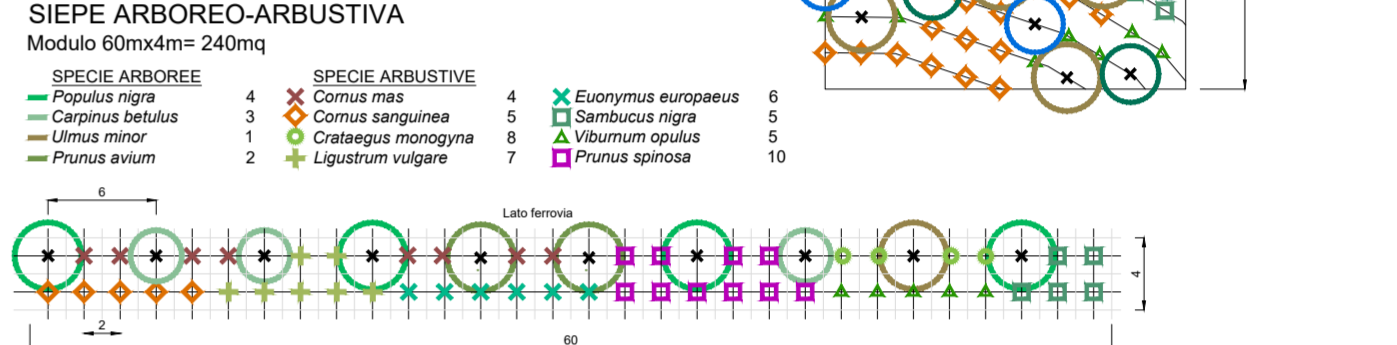 SIEPE ARBOREO-ARBUSTIVA
Modulo 60mx4m= 240mq
SPECIE ARBOREE
Populus nigra 4
Carpinus betulus 3
Ulmus minor 1
Prunus avium 2
SPECIE ARBUSTIVE
Cornus mas 4
Cornus sanguinea 5
Crataegus monogyna 8
Ligustrum vulgare 7
Euonymus europaeus 6
Sambucus nigra 5
Viburnum opulus 5
Prunus spinosa 10
6
Lato ferrovia
4
2
60